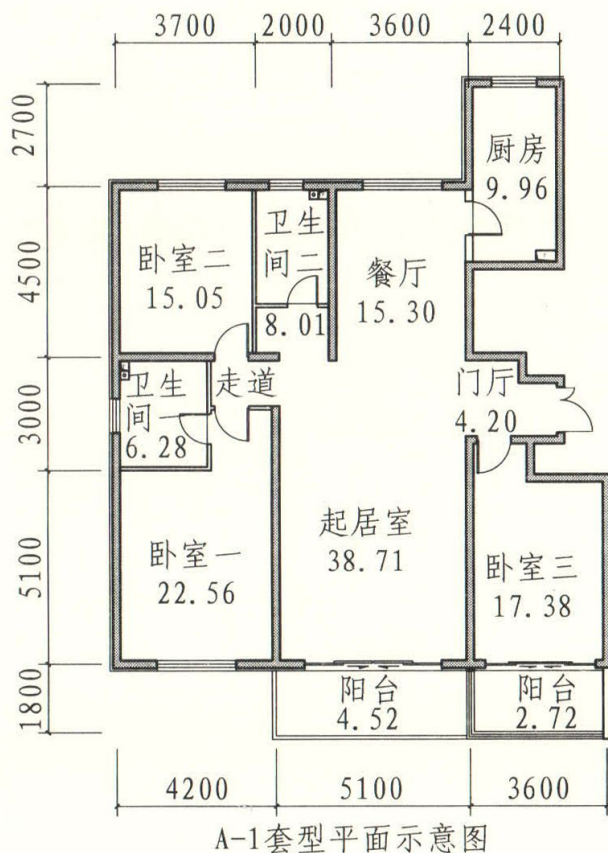 3700 2000 3600 2400
2700
4500
3000
5100
1800
厨房
9.96
卫生
间二
8.01
卧室二
15.05
餐厅
15.30
卫生
间一
6.28
走道
门厅
4.20
起居室
38.71
卧室一
22.56
卧室三
17.38
阳台
4.52
阳台
2.72
4200 5100 3600
A-1套型平面示意图